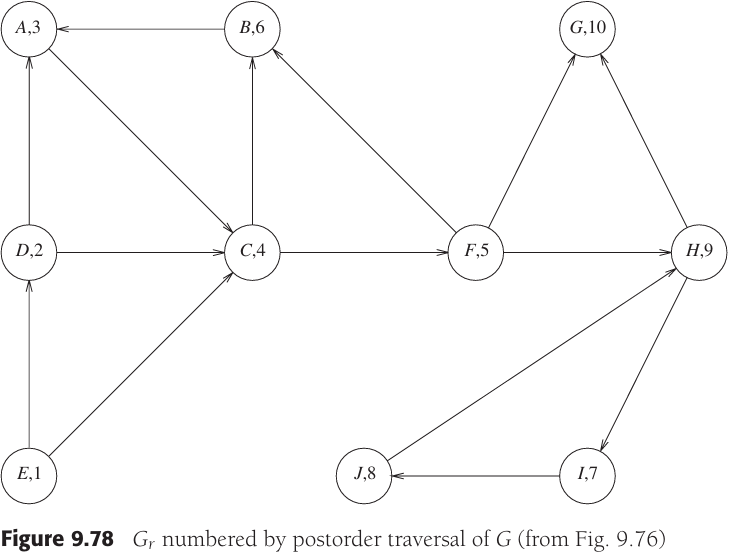 A,3 B,6 G,10
D,2 C,4 F,5 H,9
E,1 J,8 I,7
Figure 9.78 Gr numbered by postorder traversal of G (from Fig. 9.76)